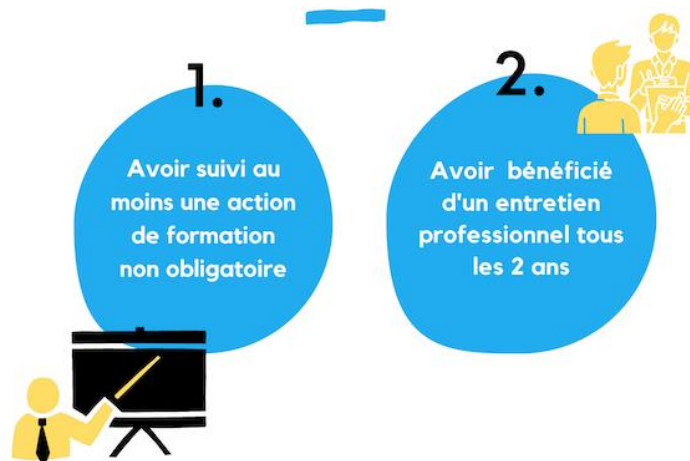 1.
Avoir suivi au
moins une action
de formation
non obligatoire
2.
Avoir bénéficié
d'un entretien
professionnel tous
les 2 ans